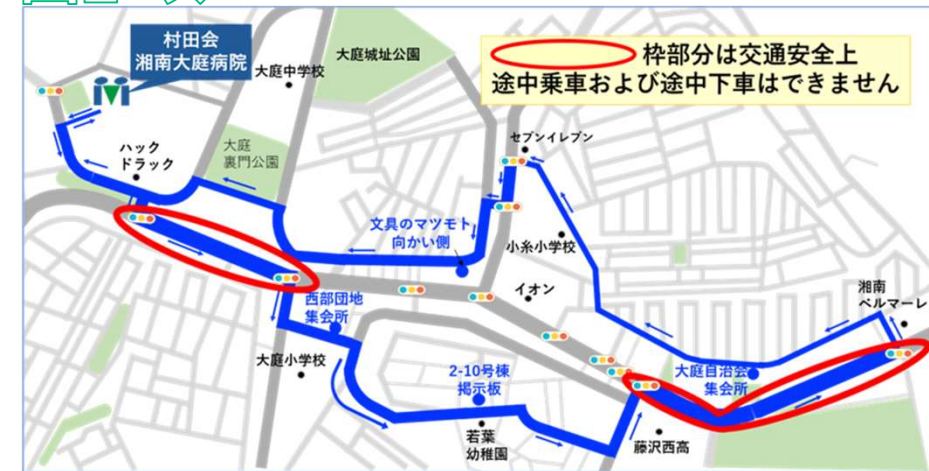 村田会
湘南大庭病院
大庭中学校
大庭城址公園
枠部分は交通安全上
途中乗車および途中下車はできません
ハック
ドラック
大庭
裏門公園
セブンイレブン
文具のマツモト
向かい側
小糸小学校
イオン
湘南
ベルマーレ
西部団地
集会所
大庭小学校
2-10号棟
掲示板
大庭自治会
集会所
若葉
幼稚園
藤沢西高